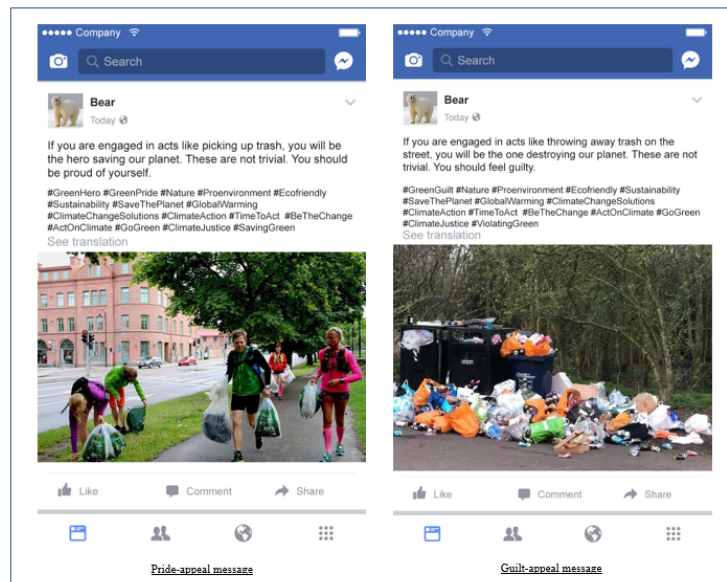 Company
Search
Bear
Today
If you are engaged in acts like picking up trash, you will be
the hero saving our planet. These are not trivial. You should
be proud of yourself.
#GreenHero #GreenPride #Nature #Proenvironment #Ecofriendly
#Sustainability #SaveThePlanet #GlobalWarming
#ClimateChangeSolutions #ClimateAction #TimeToAct #BeTheChange
#ActOnClimate #GoGreen #ClimateJustice #SavingGreen
See translation
Like
Comment
Share
Pride-appeal message
Company
Search
Bear
Today
If you are engaged in acts like throwing away trash on the
street, you will be the one destroying our planet. These are not
trivial. You should feel guilty.
#GreenGuilt #Nature #Proenvironment #Ecofriendly #Sustainability
#SaveThePlanet #GlobalWarming #ClimateChangeSolutions
#ClimateAction #TimeToAct #BeTheChange #ActOnClimate #GoGreen
#ClimateJustice #ViolatingGreen
See translation
Like
Comment
Share
Guilt-appeal message